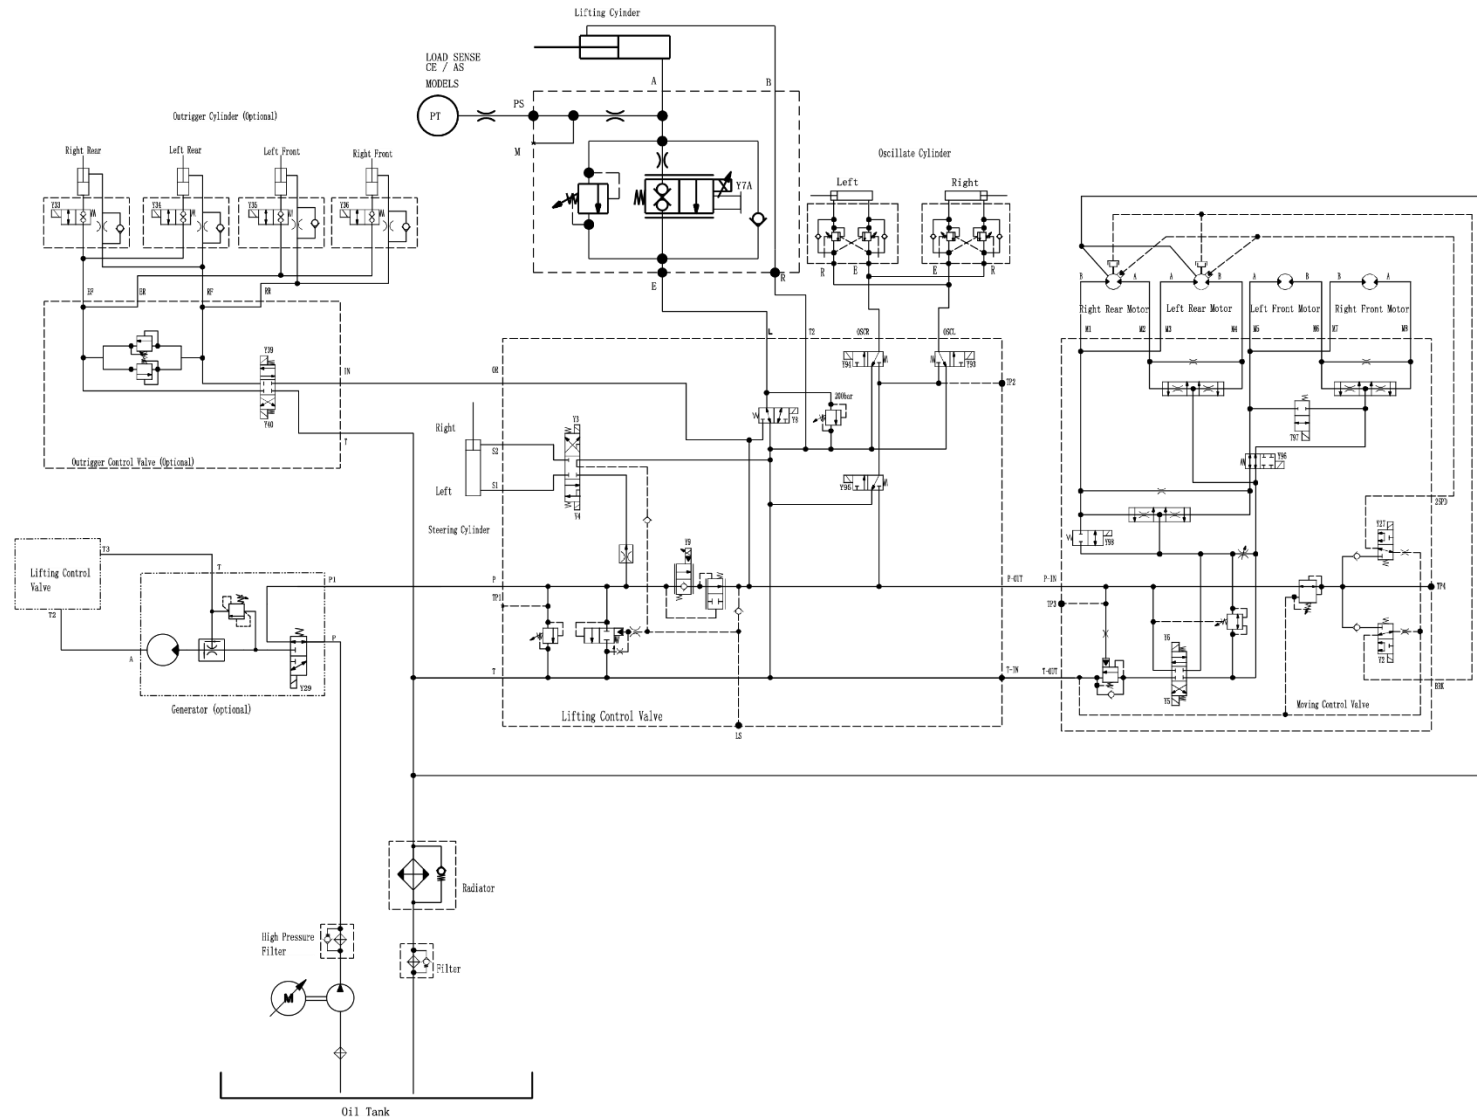 Lifting Cyinder
LOAD SENSE
CE / AS
MODELS
PT
PS
M
A
B
Y7A
E
R
Outrigger Cylinder (Optional)
Right Rear
Left Rear
Left Front
Right Front
Y33
Y34
Y35
Y36
ER
RF
RR
Y39
Y40
IN
T
Outrigger Control Valve (Optional)
Oscillate Cylinder
Left
Right
R
E
E
R
L
T2
OSCR
OSCL
Y94
Y93
TP2
OR
200bar
Y8
Y3
Y4
Right
S2
Left
S1
Steering Cylinder
Y95
Y9
P
TP1
T
P-OUT
T-IN
LS
Lifting Control Valve
Lifting Control
Valve
T3
T2
T
P1
P
A
Y29
Generator (optional)
B
A
A
B
A
B
B
A
Right Rear Motor
Left Rear Motor
Left Front Motor
Right Front Motor
M1
M2
M3
M4
M5
M6
M7
M8
Y97
Y96
Y98
2SPD
Y27
P-IN
TP3
TP4
Y6
Y5
Y2
T-OUT
BRK
Moving Control Valve
Radiator
High Pressure
Filter
Filter
M
Oil Tank